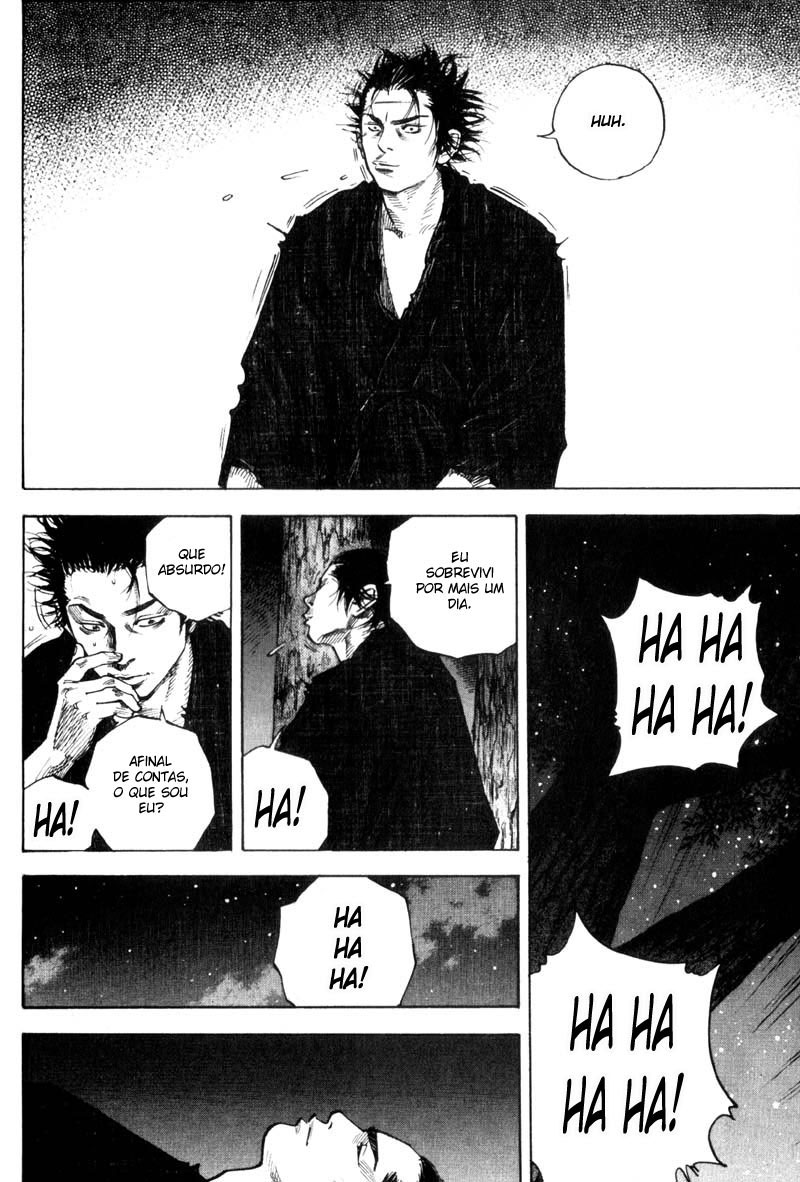 HUH.
HA HA
HA HA!
HA HA
HA HA!
EU
SOBREVIVI
POR MAIS UM
DIA.
HA!
QUE
ABSURDO!
AFINAL
DE CONTAS,
O QUE SOU
EU?
HA!
HA
HA
HA!